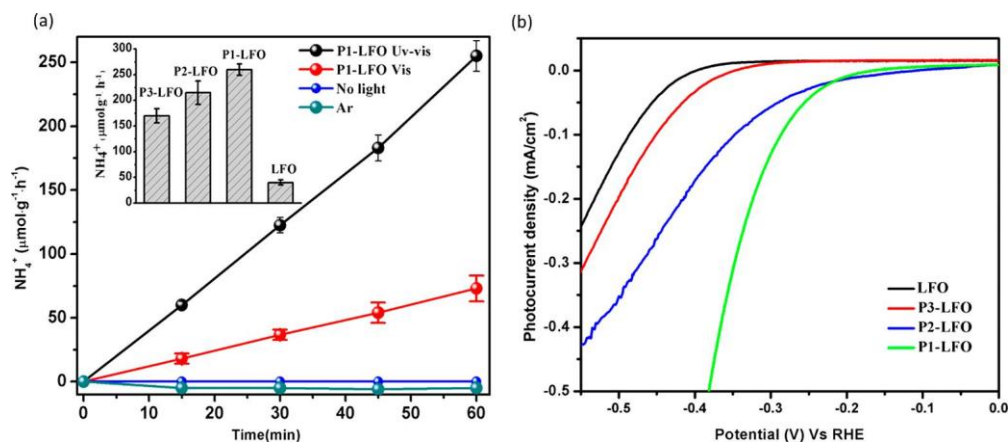 (a)
NH₄⁺ (μmol·g⁻¹·h⁻¹)
250
200
150
100
50
0
0 10 20 30 40 50 60
Time(min)
NH4⁺ (μmolg⁻¹ h⁻¹)
300
250
200
150
100
50
0
P3-LFO
P2-LFO
P1-LFO
LFO
P1-LFO Uv-vis
P1-LFO Vis
No light
Ar
(b)
Photocurrent density (mA/cm²)
0.0
-0.1
-0.2
-0.3
-0.4
-0.5
-0.5 -0.4 -0.3 -0.2 -0.1 0.0
Potential (V) Vs RHE
LFO
P3-LFO
P2-LFO
P1-LFO